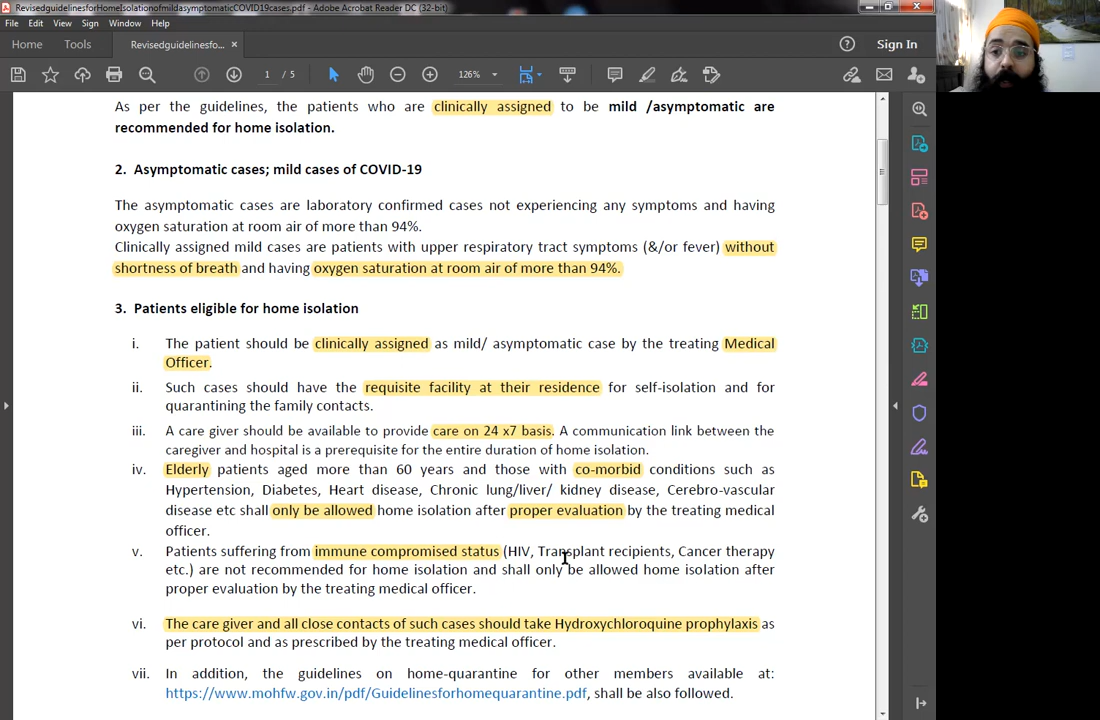 RevisedguidelinesforHomeIsolationofmildasymptomaticCOVID19cases.pdf - Adobe Acrobat Reader DC (32-bit)
File Edit View Sign Window Help
Home Tools Revisedguidelinesfo... × Sign In
1 / 5 126%
As per the guidelines, the patients who are clinically assigned to be mild /asymptomatic are
recommended for home isolation.
2. Asymptomatic cases; mild cases of COVID-19
The asymptomatic cases are laboratory confirmed cases not experiencing any symptoms and having
oxygen saturation at room air of more than 94%.
Clinically assigned mild cases are patients with upper respiratory tract symptoms (&/or fever) without
shortness of breath and having oxygen saturation at room air of more than 94%.
3. Patients eligible for home isolation
i. The patient should be clinically assigned as mild/ asymptomatic case by the treating Medical
Officer.
ii. Such cases should have the requisite facility at their residence for self-isolation and for
quarantining the family contacts.
iii. A care giver should be available to provide care on 24 x7 basis. A communication link between the
caregiver and hospital is a prerequisite for the entire duration of home isolation.
iv. Elderly patients aged more than 60 years and those with co-morbid conditions such as
Hypertension, Diabetes, Heart disease, Chronic lung/liver/ kidney disease, Cerebro-vascular
disease etc shall only be allowed home isolation after proper evaluation by the treating medical
officer.
v. Patients suffering from immune compromised status (HIV, Transplant recipients, Cancer therapy
etc.) are not recommended for home isolation and shall only be allowed home isolation after
proper evaluation by the treating medical officer.
vi. The care giver and all close contacts of such cases should take Hydroxychloroquine prophylaxis as
per protocol and as prescribed by the treating medical officer.
vii. In addition, the guidelines on home-quarantine for other members available at:
https://www.mohfw.gov.in/pdf/Guidelinesforhomequarantine.pdf, shall be also followed.